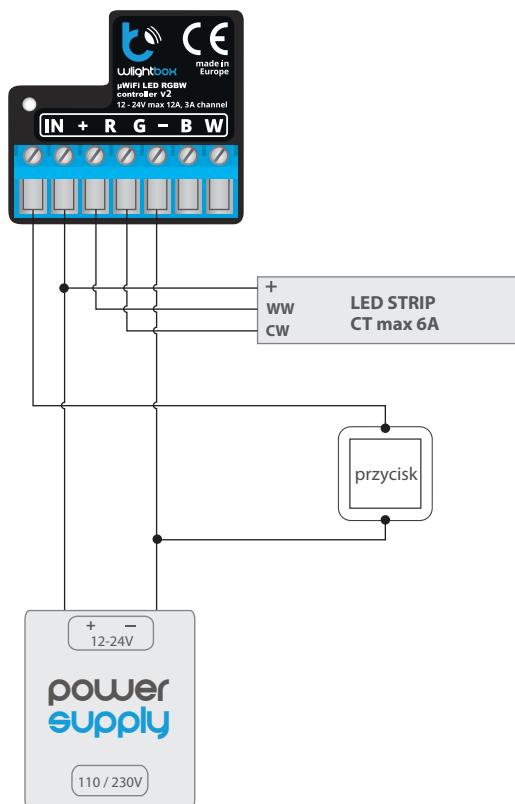 CE
made in
Europe
wlightbox
µWiFi LED RGBW
controller v2
12 - 24V max 12A, 3A channel
IN + R G − B W
+
WW
CW
LED STRIP
CT max 6A
przycisk
+ −
12-24V
power
supply
110 / 230V